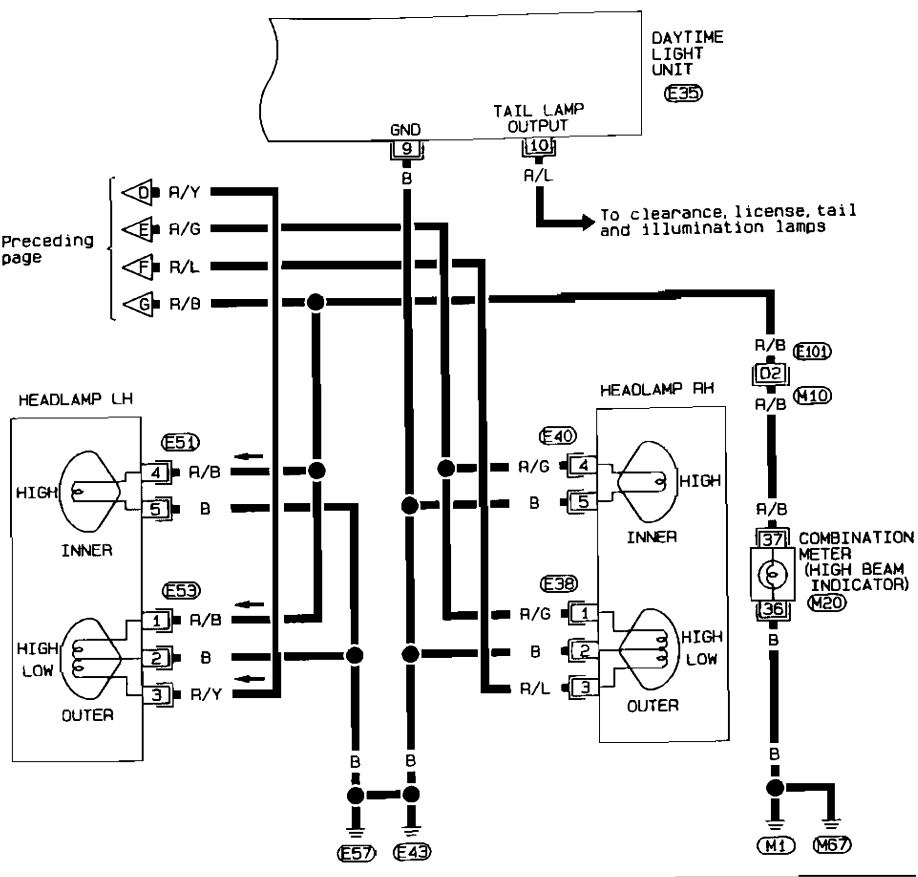 DAYTIME
LIGHT
UNIT
E35
TAIL LAMP
OUTPUT
GND
9
10
B
R/L
D R/Y
E R/G
F R/L
G R/B
Preceding
page
To clearance, license, tail
and illumination lamps
R/B
E101
D2
M10
R/B
HEADLAMP LH
HEADLAMP RH
E51
4 R/B
HIGH
5 B
INNER
E53
1 R/B
HIGH
2 B
LOW
3 R/Y
OUTER
E40
R/G 4
HIGH
B 5
INNER
E38
R/G 1
HIGH
B 2
LOW
R/L 3
OUTER
R/B
37
COMBINATION
METER
(HIGH BEAM
INDICATOR)
36
M20
B
B
B
B
E57
E43
M1
M67